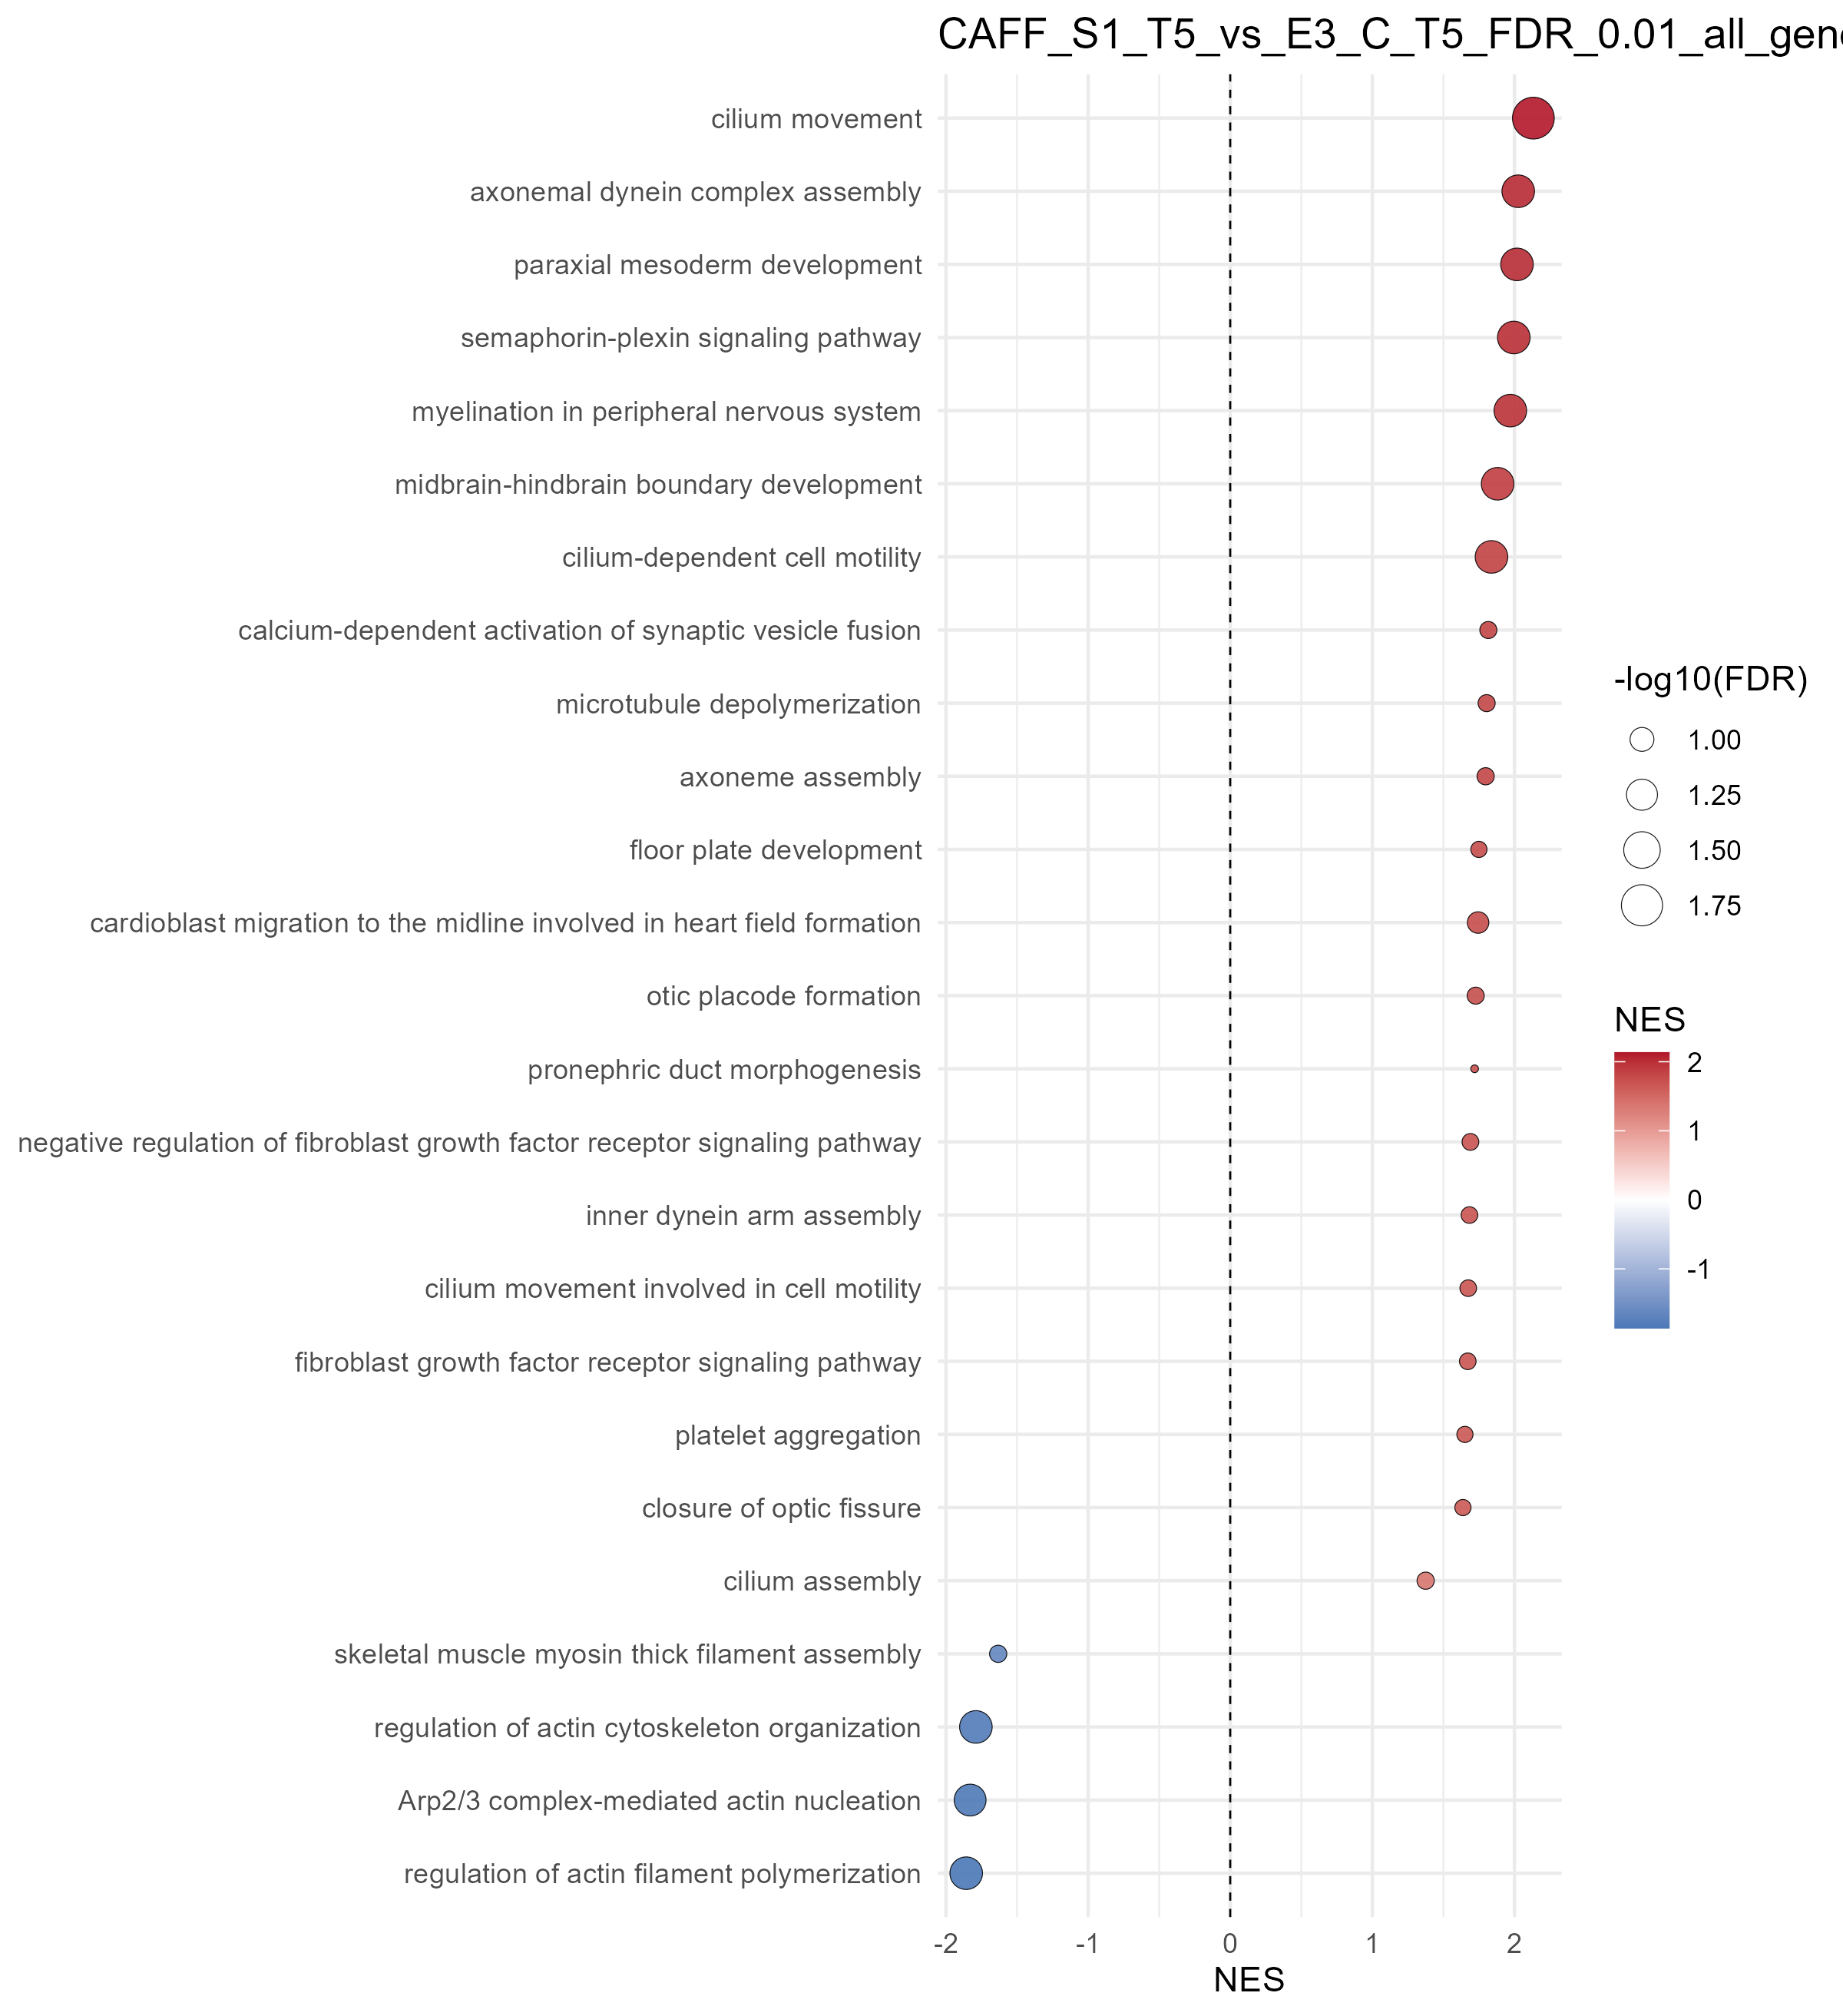 CAFF_S1_T5_vs_E3_C_T5_FDR_0.01_all_gen
cilium movement
axonemal dynein complex assembly
paraxial mesoderm development
semaphorin-plexin signaling pathway
myelination in peripheral nervous system
midbrain-hindbrain boundary development
cilium-dependent cell motility
calcium-dependent activation of synaptic vesicle fusion
microtubule depolymerization
axoneme assembly
floor plate development
cardioblast migration to the midline involved in heart field formation
otic placode formation
pronephric duct morphogenesis
negative regulation of fibroblast growth factor receptor signaling pathway
inner dynein arm assembly
cilium movement involved in cell motility
fibroblast growth factor receptor signaling pathway
platelet aggregation
closure of optic fissure
cilium assembly
skeletal muscle myosin thick filament assembly
regulation of actin cytoskeleton organization
Arp2/3 complex-mediated actin nucleation
regulation of actin filament polymerization
-2 -1 0 1 2
NES
-log10(FDR)
1.00
1.25
1.50
1.75
NES
2
1
0
-1